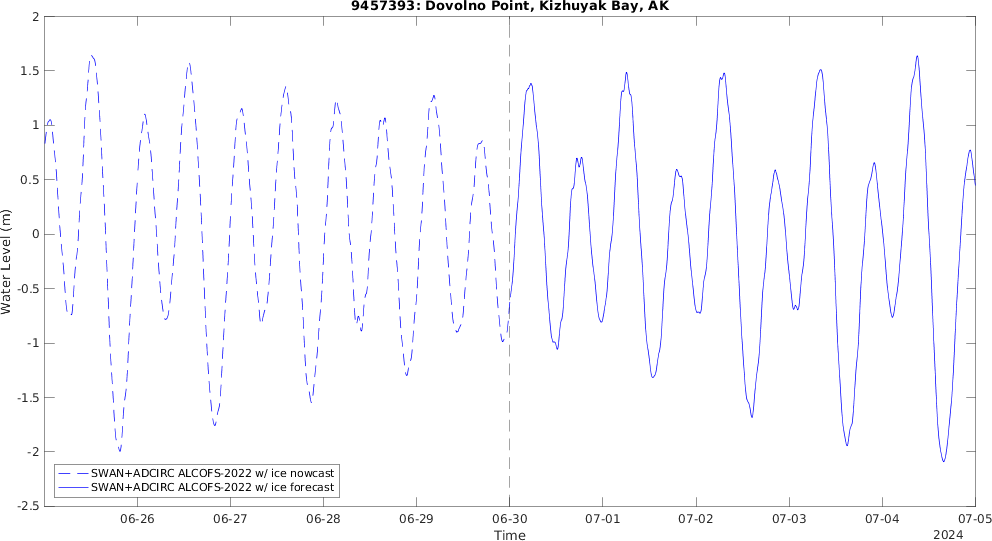 9457393: Dovolno Point, Kizhuyak Bay, AK
2
1.5
1
0.5
0
-0.5
-1
-1.5
-2
-2.5
Water Level (m)
SWAN+ADCIRC ALCOFS-2022 w/ ice nowcast
SWAN+ADCIRC ALCOFS-2022 w/ ice forecast
06-26 06-27 06-28 06-29 06-30 07-01 07-02 07-03 07-04 07-05
Time
2024